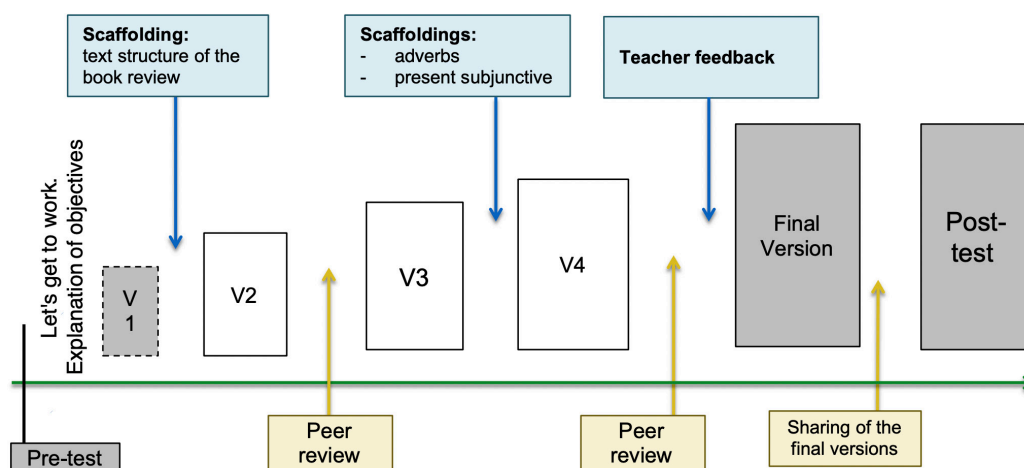 Scaffolding:
text structure of the
book review
Scaffoldings:
- adverbs
- present subjunctive
Teacher feedback
Let's get to work.
Explanation of objectives
V
1
V2
V3
V4
Final
Version
Post-
test
Pre-test
Peer
review
Peer
review
Sharing of the
final versions